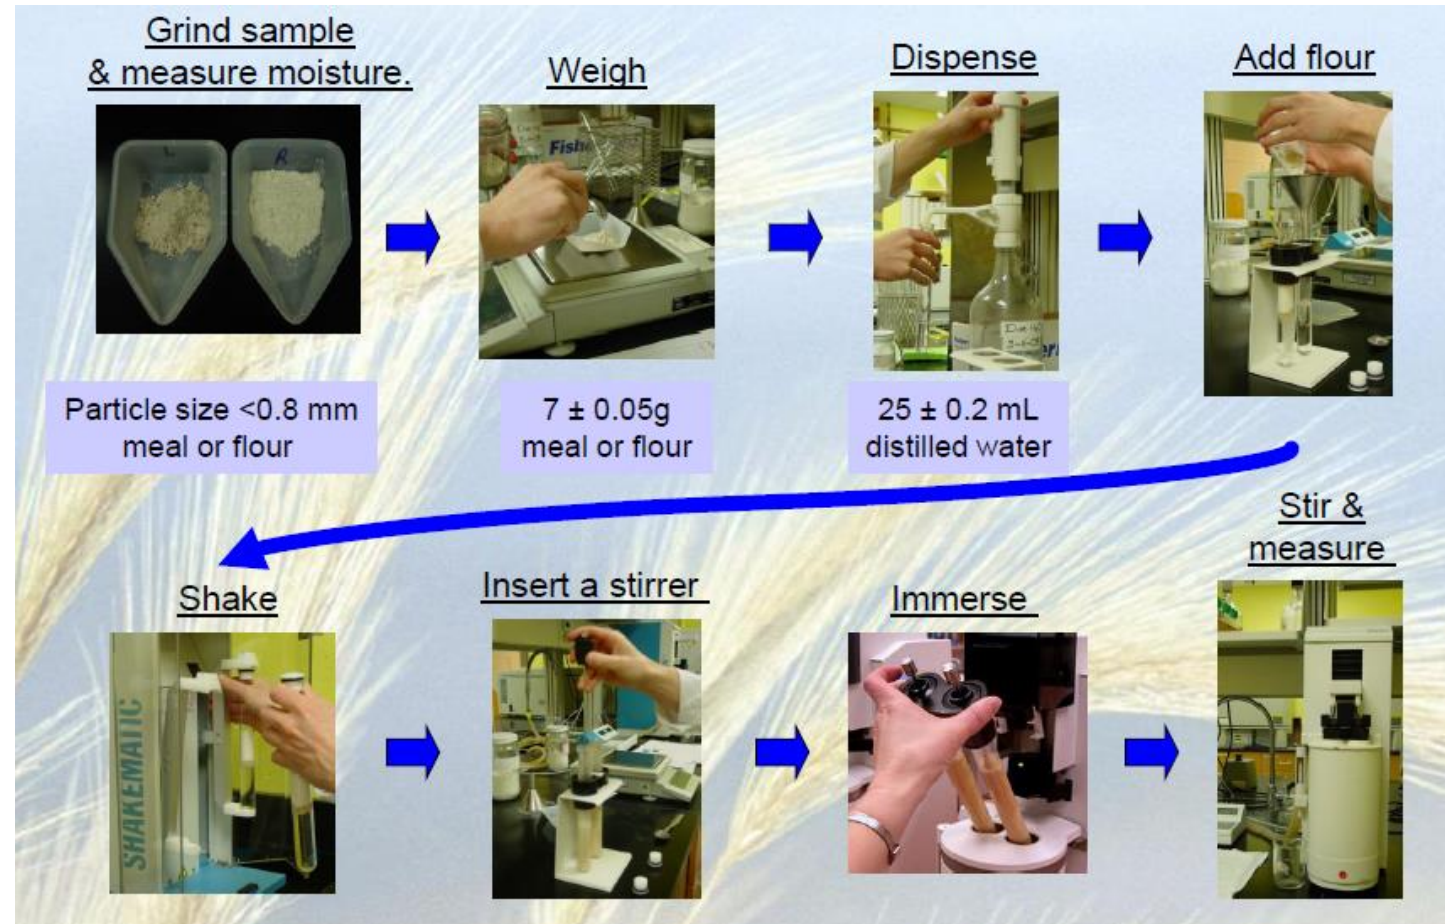 Grind sample
& measure moisture.
Weigh
Dispense
Add flour
Fishe
Particle size <0.8 mm
meal or flour
7 ± 0.05g
meal or flour
25 ± 0.2 mL
distilled water
Shake
Insert a stirrer
Immerse
Stir &
measure
SHAKEMATIC